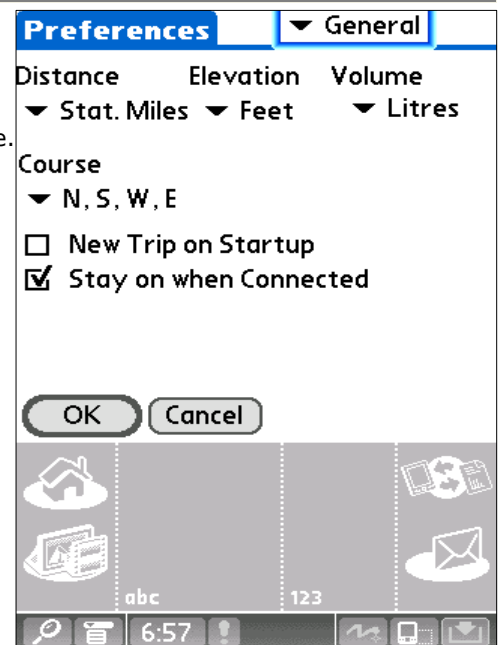 Preferences General
Distance Elevation Volume
Stat. Miles Feet Litres
e.
Course
N, S, W, E
New Trip on Startup
Stay on when Connected
OK Cancel
abc 123
6:57